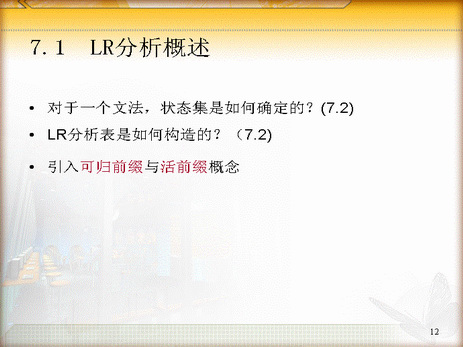 7.1 LR分析概述
• 对于一个文法，状态集是如何确定的？(7.2)
• LR分析表是如何构造的？（7.2)
• 引入可归前缀与活前缀概念
12